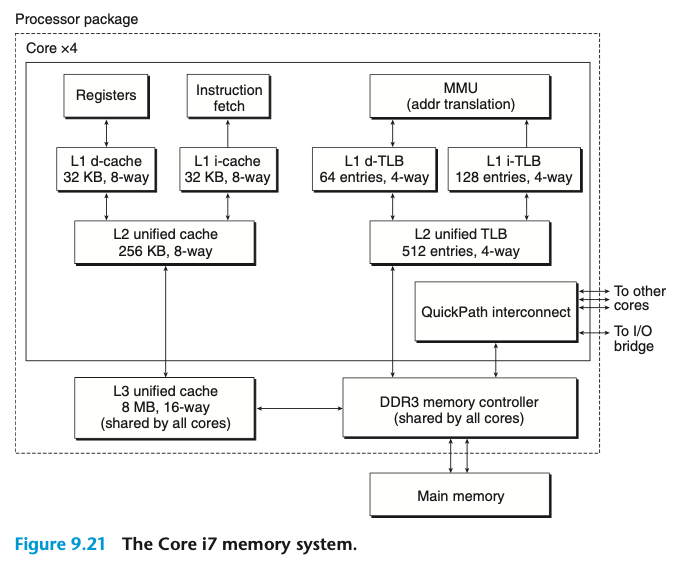 Processor package
Core ×4
Registers
Instruction
fetch
MMU
(addr translation)
L1 d-cache
32 KB, 8-way
L1 i-cache
32 KB, 8-way
L1 d-TLB
64 entries, 4-way
L1 i-TLB
128 entries, 4-way
L2 unified cache
256 KB, 8-way
L2 unified TLB
512 entries, 4-way
QuickPath interconnect
To other
cores
To I/O
bridge
L3 unified cache
8 MB, 16-way
(shared by all cores)
DDR3 memory controller
(shared by all cores)
Main memory
Figure 9.21 The Core i7 memory system.